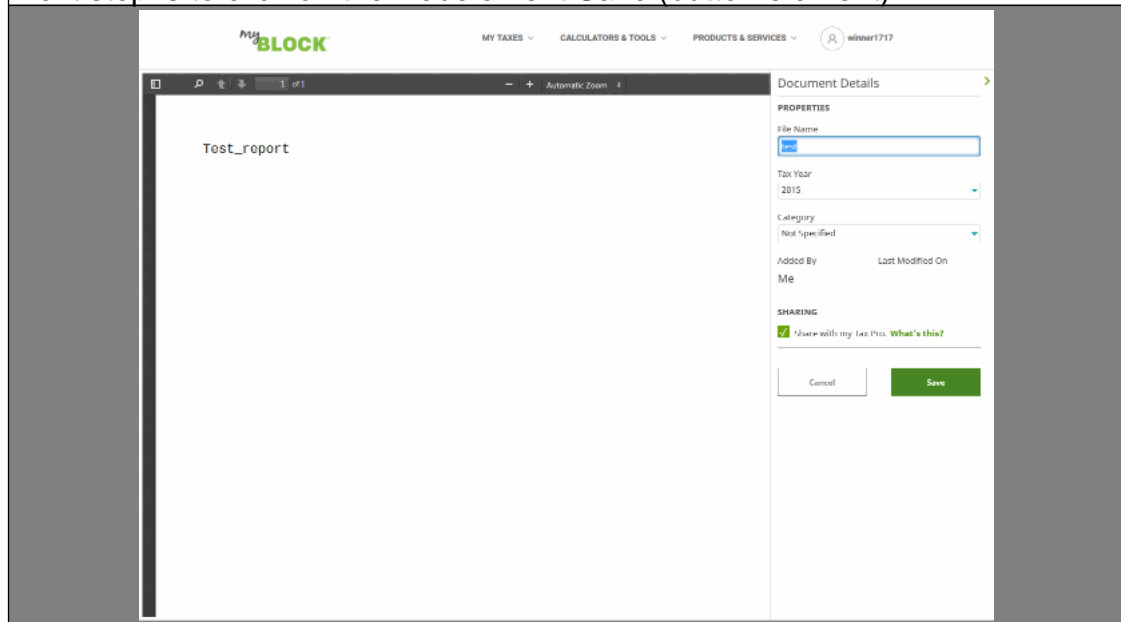 my BLOCK
MY TAXES
CALCULATORS & TOOLS
PRODUCTS & SERVICES
winner1717
1 of 1
Automatic Zoom
Test_report
Document Details
PROPERTIES
File Name
test
Tax Year
2015
Category
Not Specified
Added By Last Modified On
Me
SHARING
Share with my Tax Pro. What's this?
Cancel Save